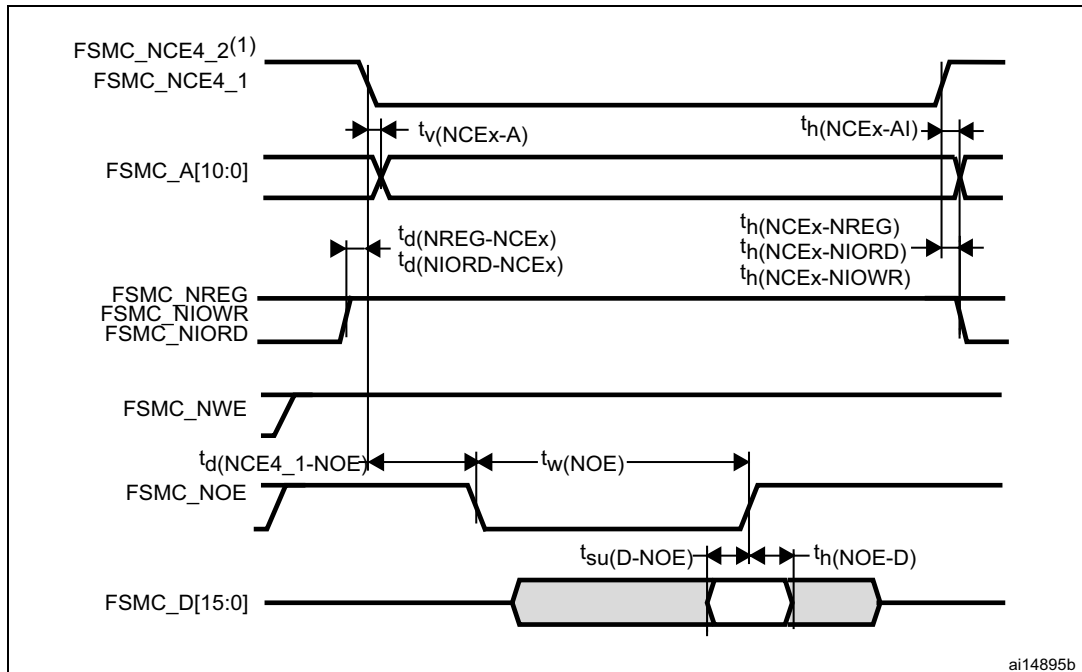 FSMC_NCE4_2(1)
FSMC_NCE4_1
tv(NCEx-A)
th(NCEx-AI)
FSMC_A[10:0]
td(NREG-NCEx)
td(NIORD-NCEx)
th(NCEx-NREG)
th(NCEx-NIORD)
th(NCEx-NIOWR)
FSMC_NREG
FSMC_NIOWR
FSMC_NIORD
FSMC_NWE
td(NCE4_1-NOE)
tw(NOE)
FSMC_NOE
tsu(D-NOE)
th(NOE-D)
FSMC_D[15:0]
ai14895b